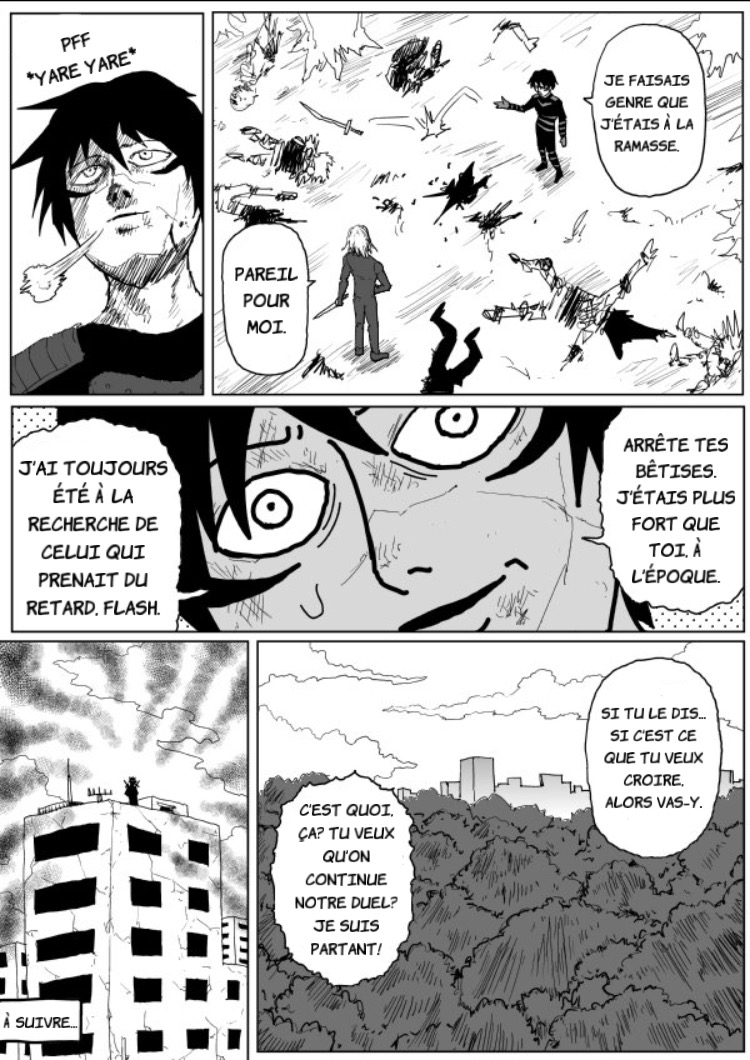 PFF
*YARE YARE*
JE FAISAIS
GENRE QUE
J'ÉTAIS À LA
RAMASSE.
PAREIL
POUR
MOI.
J'AI TOUJOURS
ÉTÉ À LA
RECHERCHE DE
CELUI QUI
PRENAIT DU
RETARD, FLASH.
ARRÊTE TES
BÊTISES.
J'ÉTAIS PLUS
FORT QUE
TOI, À
L'ÉPOQUE.
SI TU LE DIS...
SI C'EST CE
QUE TU VEUX
CROIRE,
ALORS VAS-Y.
C'EST QUOI,
ÇA? TU VEUX
QU'ON
CONTINUE
NOTRE DUEL?
JE SUIS
PARTANT!
À SUIVRE...